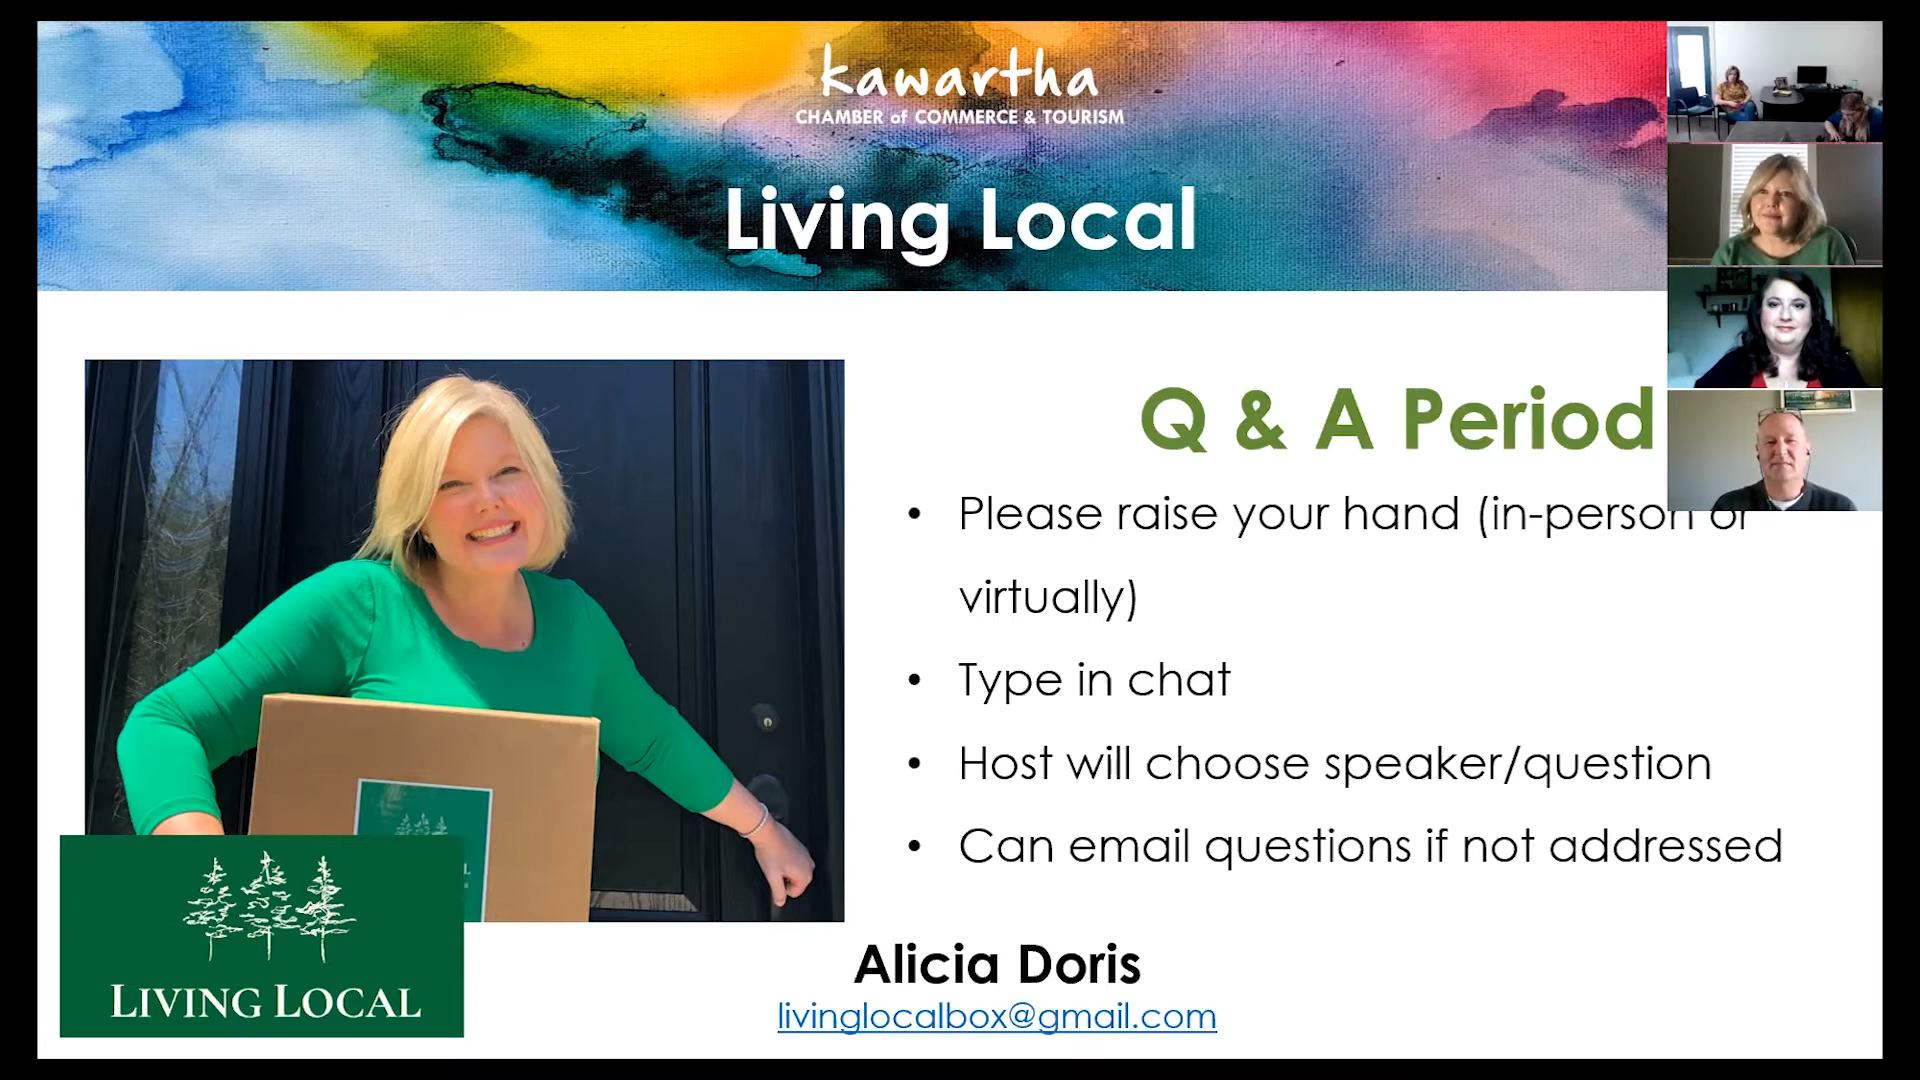 kawartha
CHAMBER of COMMERCE & TOURISM
Living Local
Q & A Period
• Please raise your hand (in-person or
virtually)
• Type in chat
• Host will choose speaker/question
• Can email questions if not addressed
LIVING LOCAL
Alicia Doris
livinglocalbox@gmail.com